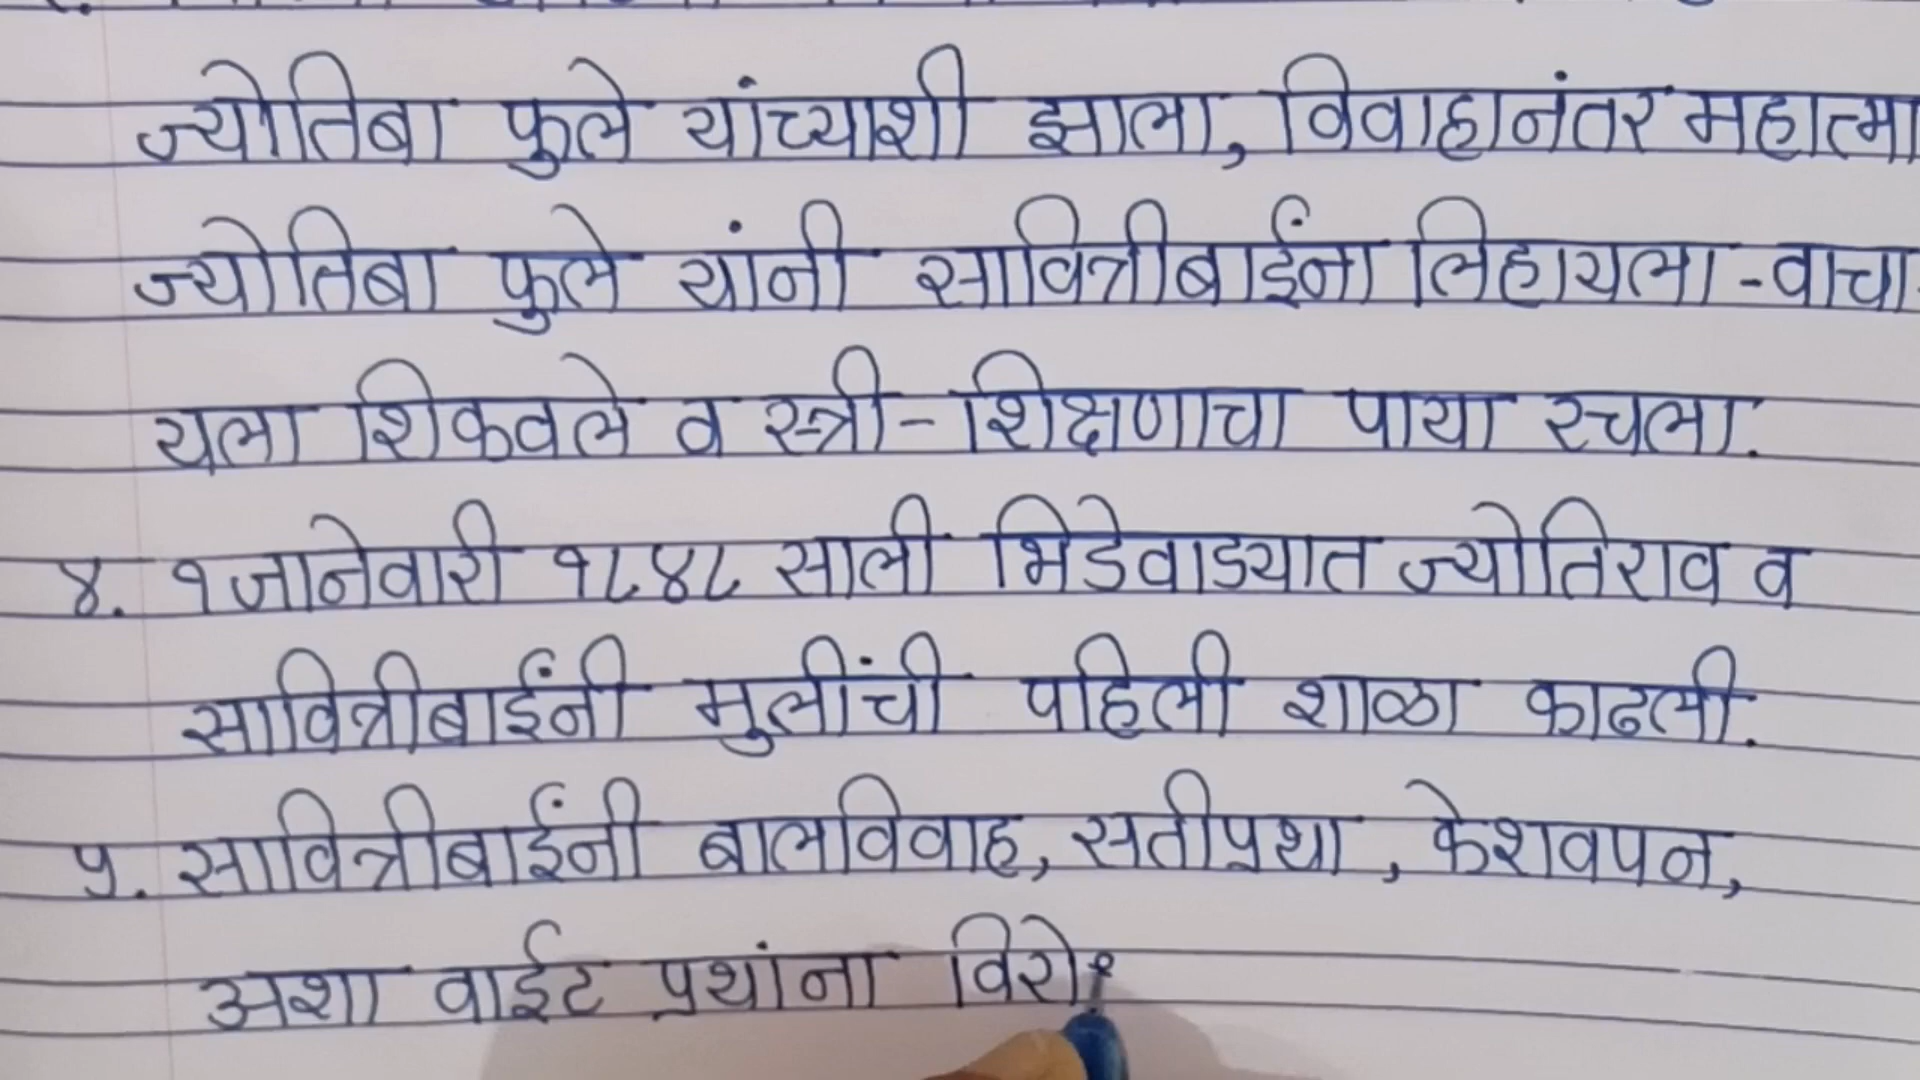 ज्योतिबा फुले यांच्याशी झाला, विवाहानंतर महात्मा
ज्योतिबा फुले यांनी सावित्रीबाईंना लिहायला-वाचा-
यला शिकवले व स्त्री-शिक्षणाचा पाया रचला.
४. १ जानेवारी १८४८ साली भिडेवाड्यात ज्योतिराव व
सावित्रीबाईंनी मुलींची पहिली शाळा काढली.
५. सावित्रीबाईंनी बालविवाह, सतीप्रथा, केशवपन,
अशा वाईट प्रथांना